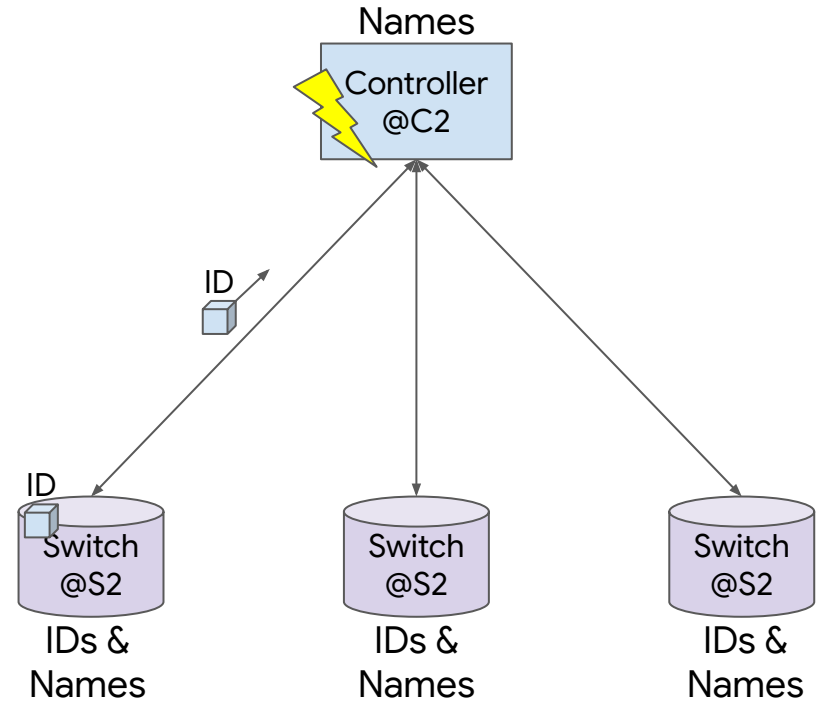 Names
Controller
@C2
ID
ID
Switch
@S2
IDs &
Names
Switch
@S2
IDs &
Names
Switch
@S2
IDs &
Names